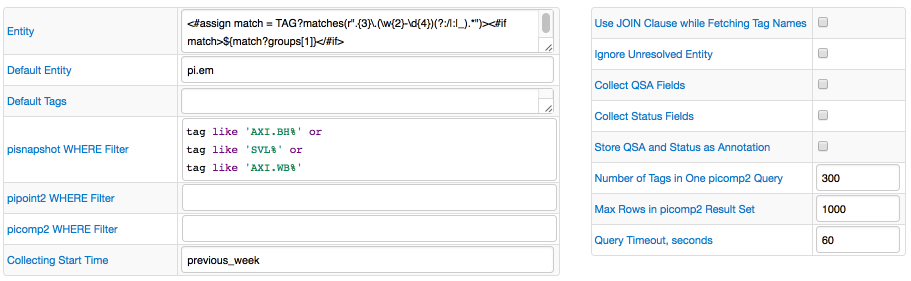 Entity
<#assign match = TAG?matches(r".{3}\.(\w{2}-\d{4})(?:/I:I_).*")><#if
match>${match?groups[1]}</#if>
Default Entity
pi.em
Default Tags
pisnapshot WHERE Filter
tag like 'AXI.BH%' or
tag like 'SVL%' or
tag like 'AXI.WB%'
pipoint2 WHERE Filter
picomp2 WHERE Filter
Collecting Start Time
previous_week
Use JOIN Clause while Fetching Tag Names
Ignore Unresolved Entity
Collect QSA Fields
Collect Status Fields
Store QSA and Status as Annotation
Number of Tags in One picomp2 Query
300
Max Rows in picomp2 Result Set
1000
Query Timeout, seconds
60